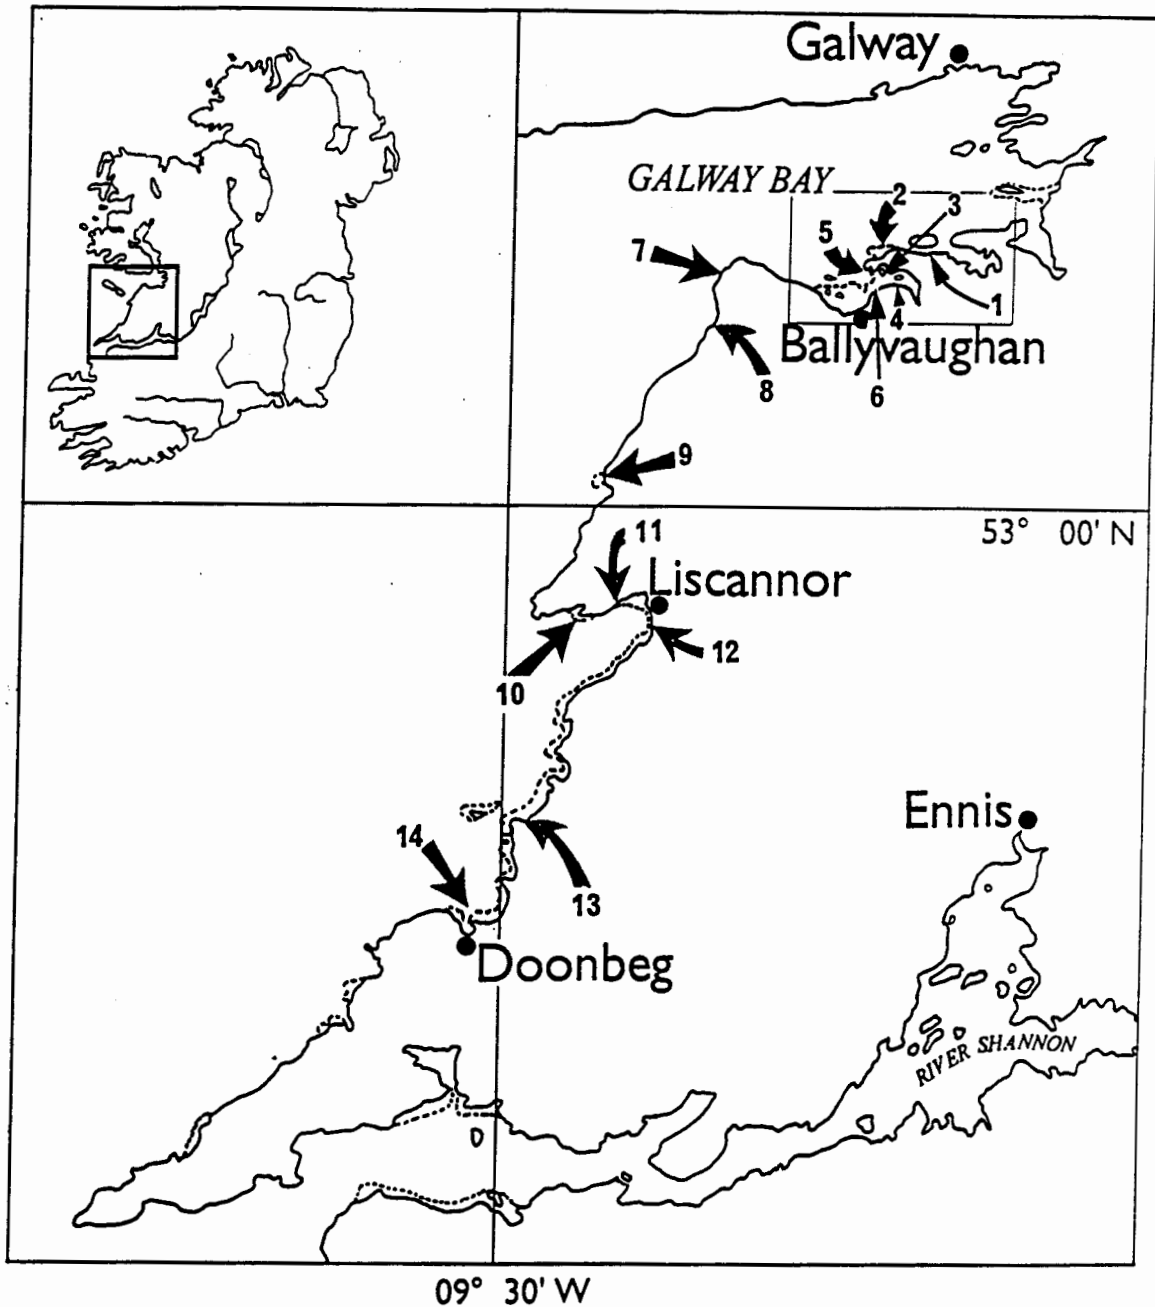 Galway
GALWAY BAY
2
3
7
5
1
4
Ballyvaughan
8
6
9
53° 00' N
11
Liscannor
12
10
Ennis
14
13
Doonbeg
RIVER SHANNON
09° 30' W